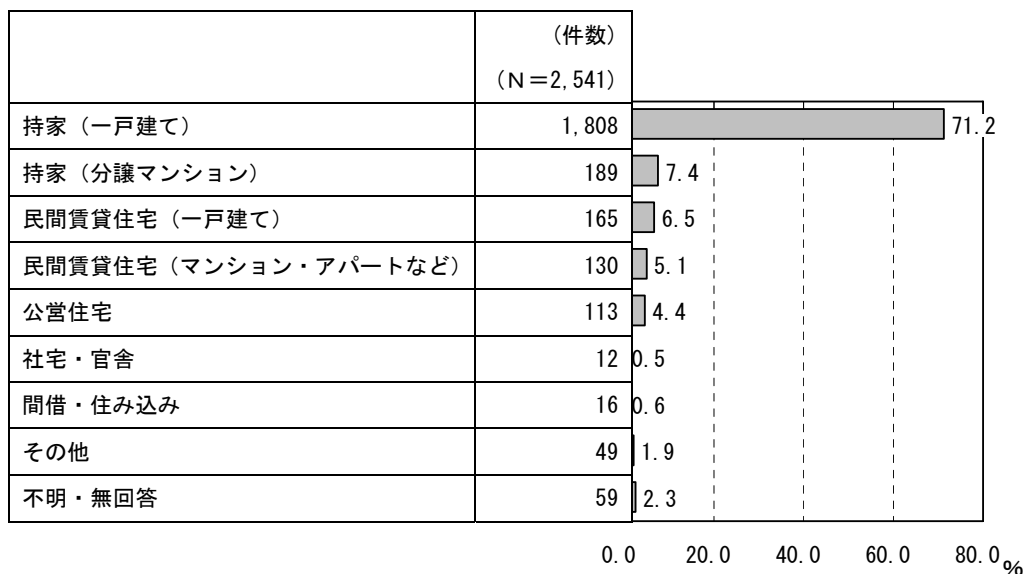 （件数）
（N＝2,541）
持家（一戸建て） 1,808 71.2
持家（分譲マンション） 189 7.4
民間賃貸住宅（一戸建て） 165 6.5
民間賃貸住宅（マンション・アパートなど） 130 5.1
公営住宅 113 4.4
社宅・官舎 12 0.5
間借・住み込み 16 0.6
その他 49 1.9
不明・無回答 59 2.3
0.0 20.0 40.0 60.0 80.0 %